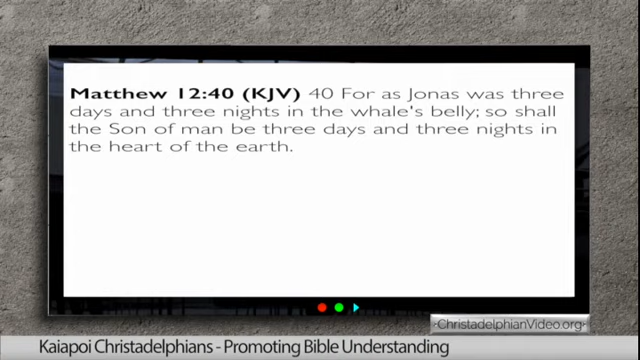 Matthew 12:40 (KJV) 40 For as Jonas was three
days and three nights in the whale's belly; so shall
the Son of man be three days and three nights in
the heart of the earth.
ChristadelphianVideo.org
Kaiapoi Christadelphians - Promoting Bible Understanding